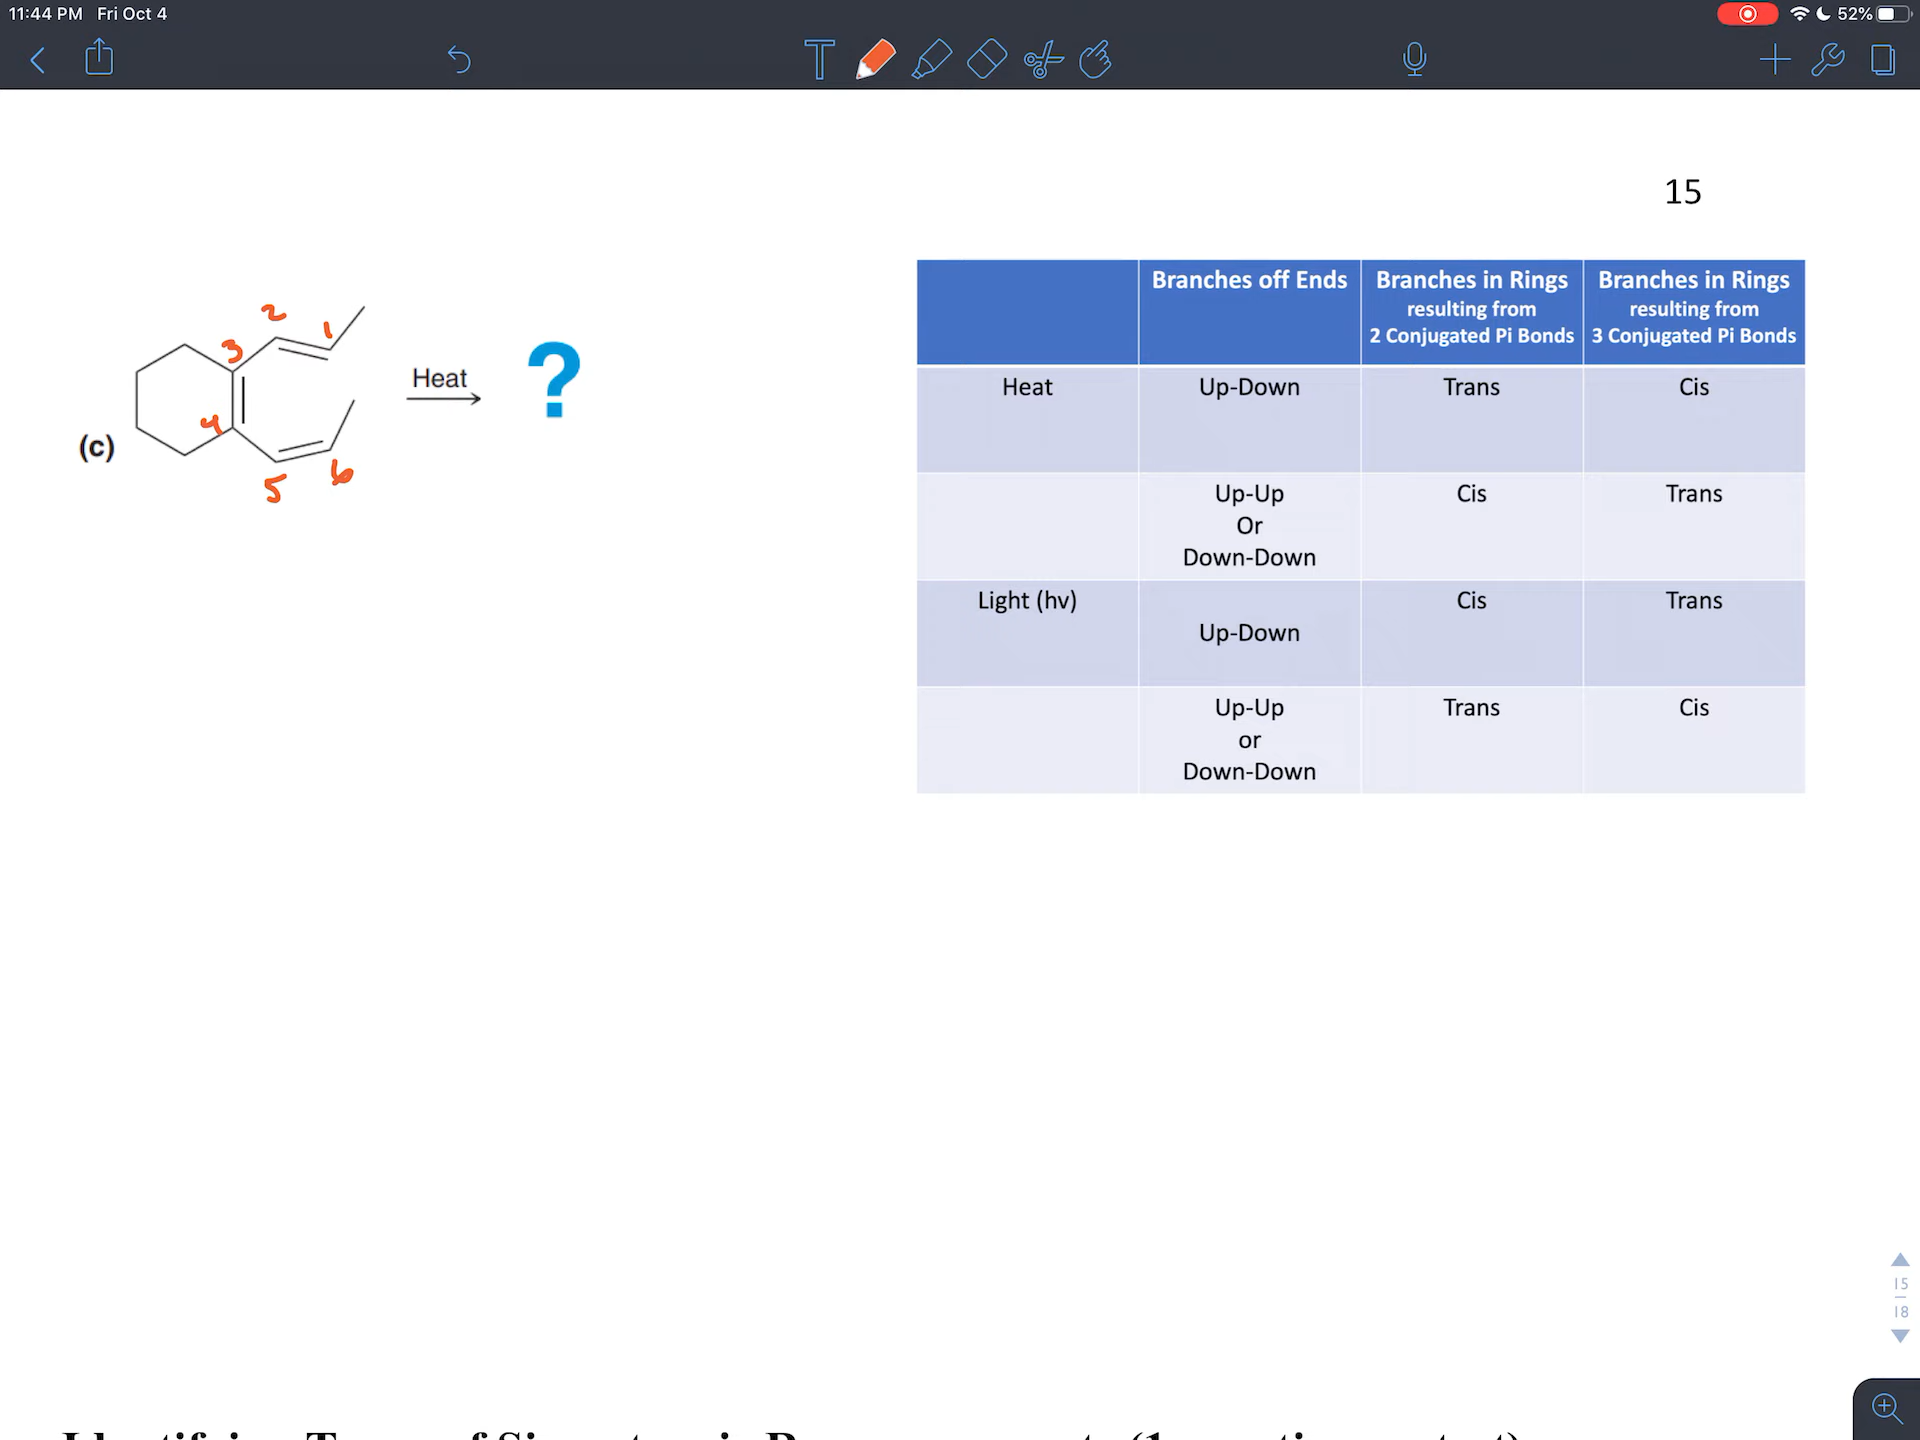 11:44 PM Fri Oct 4
52%
15
2
1
3
4
5
6
(c)
Heat
?
Branches off Ends
Branches in Rings
resulting from
2 Conjugated Pi Bonds
Branches in Rings
resulting from
3 Conjugated Pi Bonds
Heat
Up-Down
Trans
Cis
Up-Up
Or
Down-Down
Cis
Trans
Light (hv)
Up-Down
Cis
Trans
Up-Up
or
Down-Down
Trans
Cis
15
18